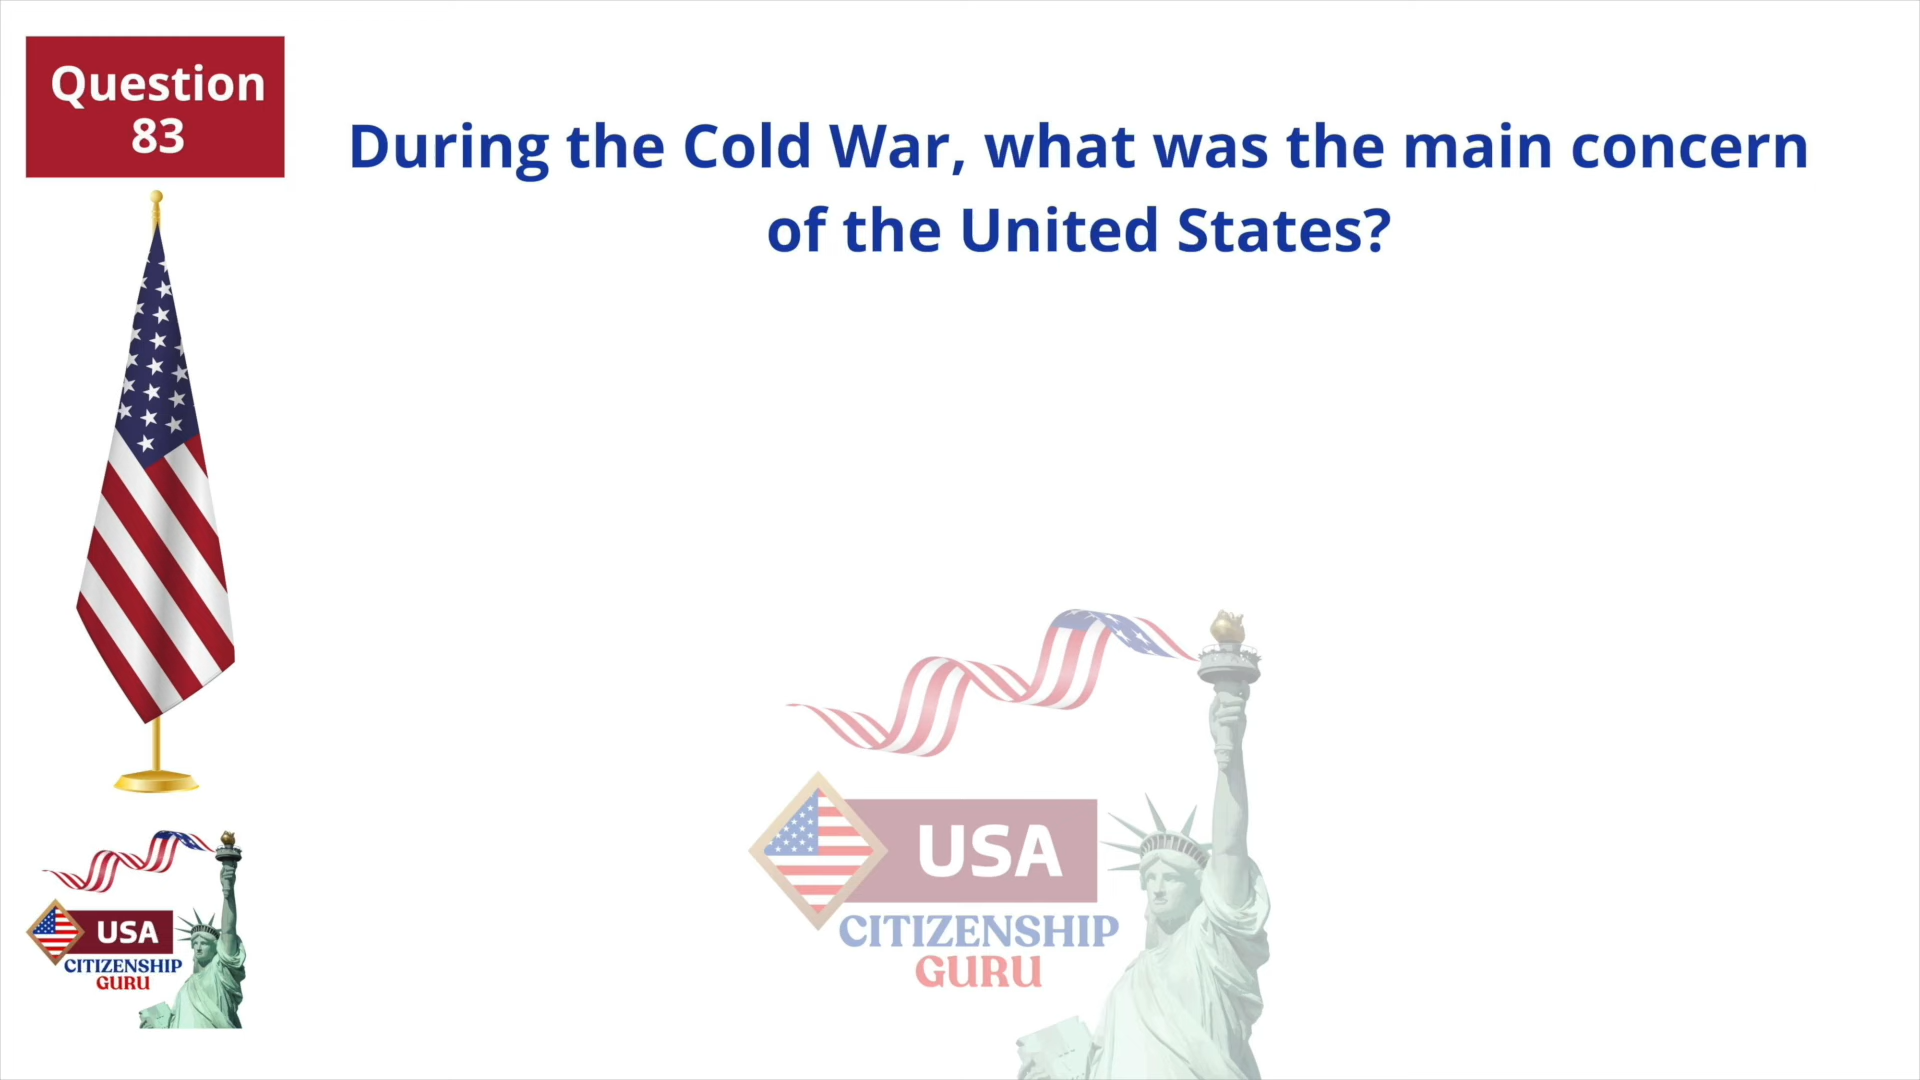 Question
83
During the Cold War, what was the main concern
of the United States?
USA
CITIZENSHIP
GURU
USA
CITIZENSHIP
GURU